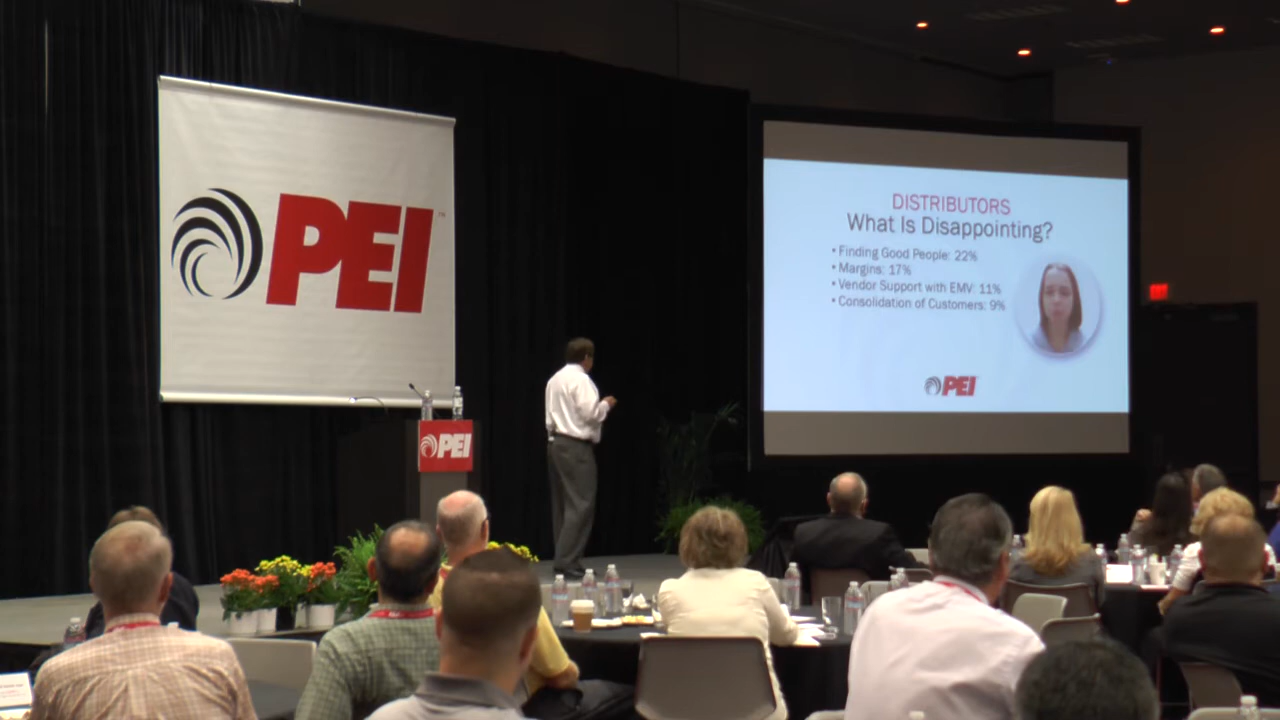 PEI™
DISTRIBUTORS
What Is Disappointing?
• Finding Good People: 22%
• Margins: 17%
• Vendor Support with EMV: 11%
• Consolidation of Customers: 9%
PEI
PEI